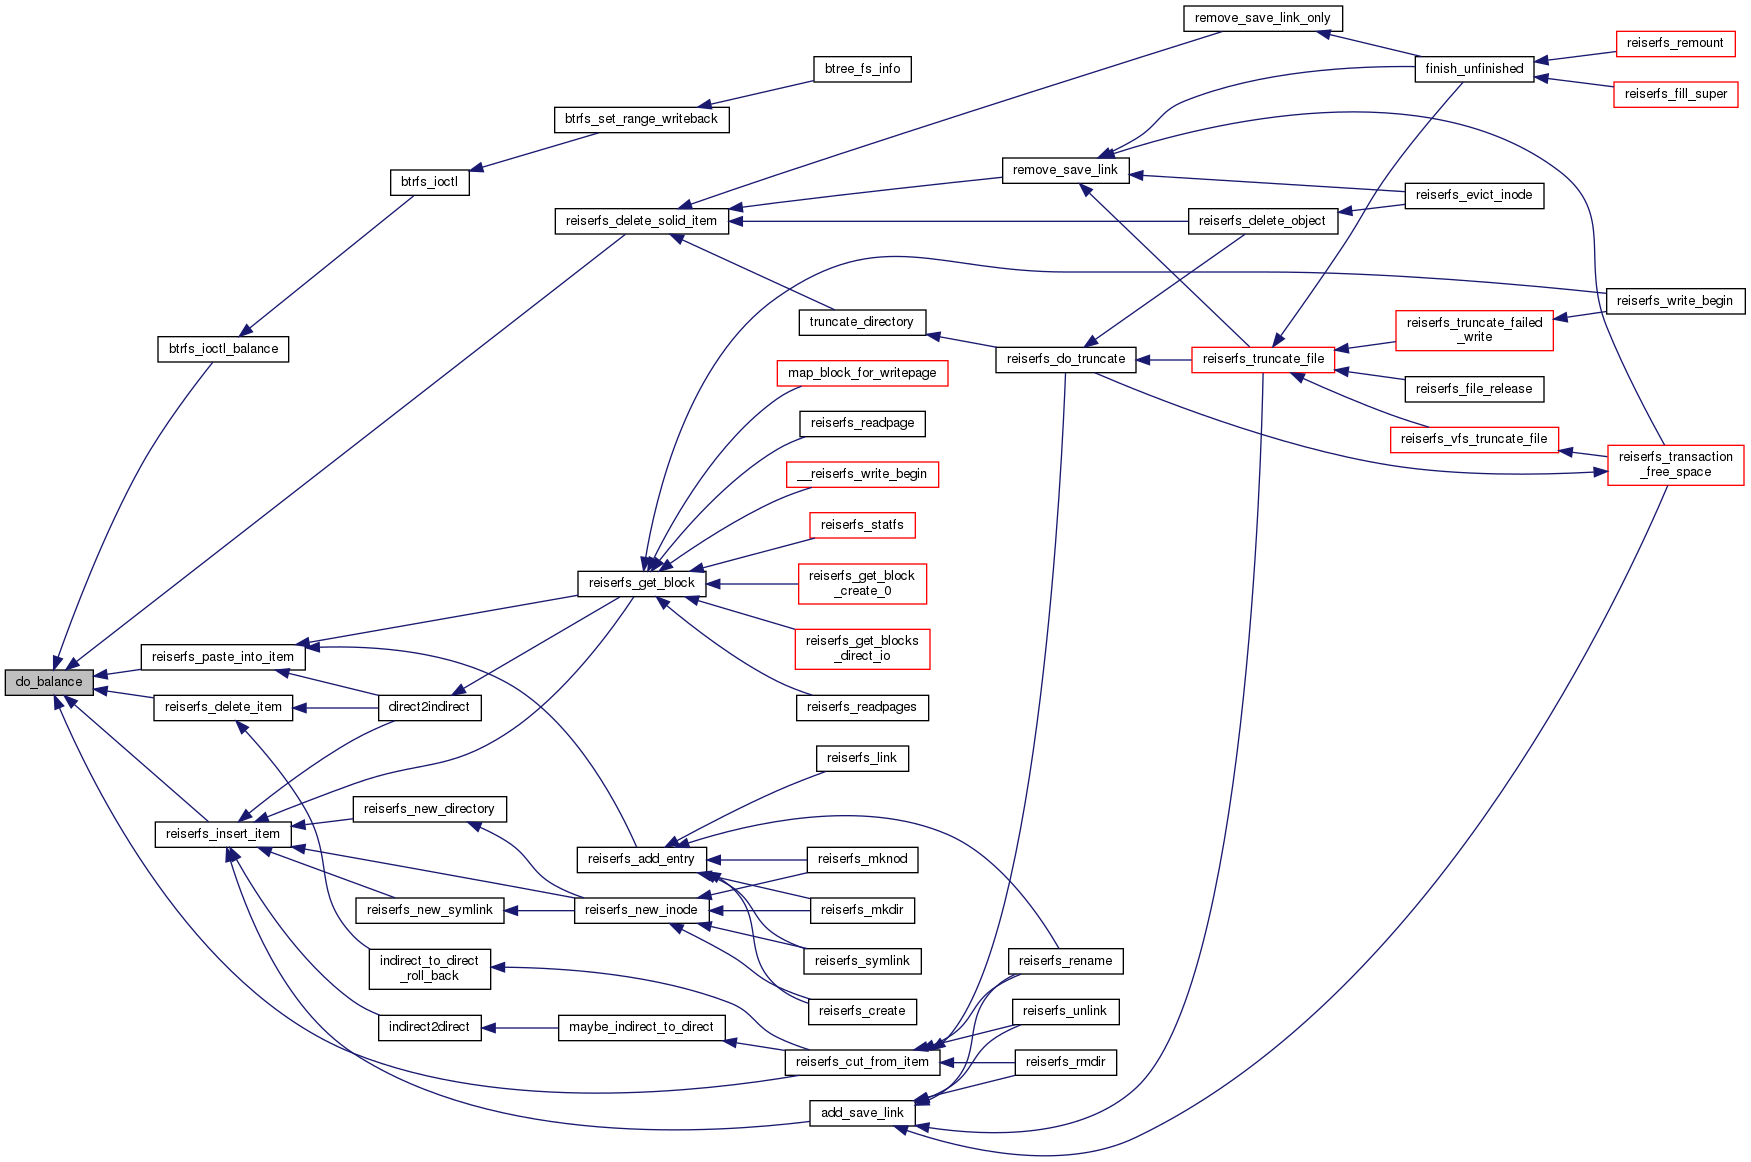 remove_save_link_only
reiserfs_remount
btree_fs_info
finish_unfinished
reiserfs_fill_super
btrfs_set_range_writeback
remove_save_link
btrfs_ioctl
reiserfs_evict_inode
reiserfs_delete_solid_item
reiserfs_delete_object
reiserfs_write_begin
truncate_directory
reiserfs_truncate_failed
_write
btrfs_ioctl_balance
reiserfs_do_truncate
reiserfs_truncate_file
map_block_for_writepage
reiserfs_file_release
reiserfs_readpage
reiserfs_vfs_truncate_file
reiserfs_transaction
_free_space
__reiserfs_write_begin
reiserfs_statfs
reiserfs_get_block
reiserfs_get_block
_create_0
reiserfs_get_blocks
_direct_io
reiserfs_paste_into_item
do_balance
reiserfs_delete_item
direct2indirect
reiserfs_readpages
reiserfs_link
reiserfs_new_directory
reiserfs_insert_item
reiserfs_add_entry
reiserfs_mknod
reiserfs_new_symlink
reiserfs_new_inode
reiserfs_mkdir
indirect_to_direct
_roll_back
reiserfs_symlink
reiserfs_rename
reiserfs_create
reiserfs_unlink
indirect2direct
maybe_indirect_to_direct
reiserfs_cut_from_item
reiserfs_rmdir
add_save_link